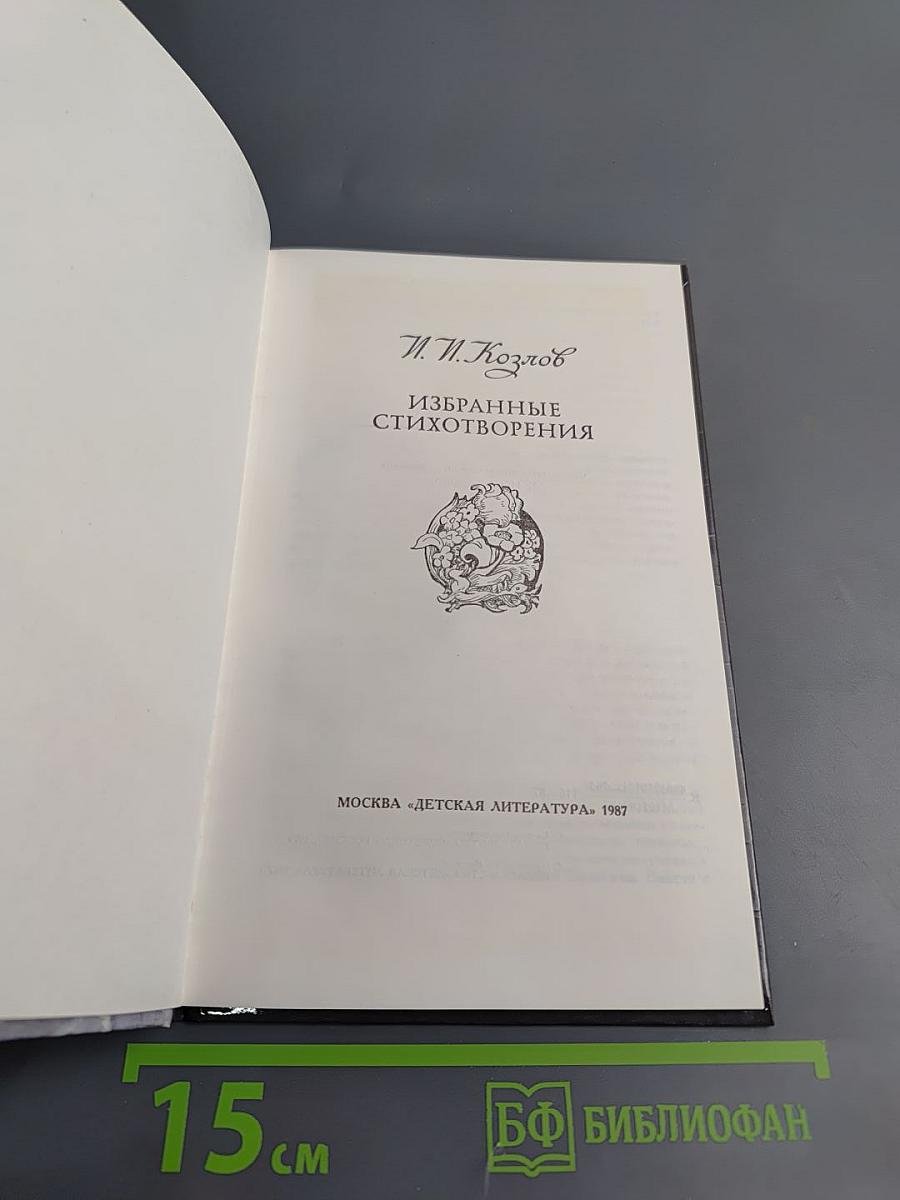 И. И. Козлов
ИЗБРАННЫЕ
СТИХОТВОРЕНИЯ
МОСКВА «ДЕТСКАЯ ЛИТЕРАТУРА» 1987
15 см
БФ БИБЛИОФАН